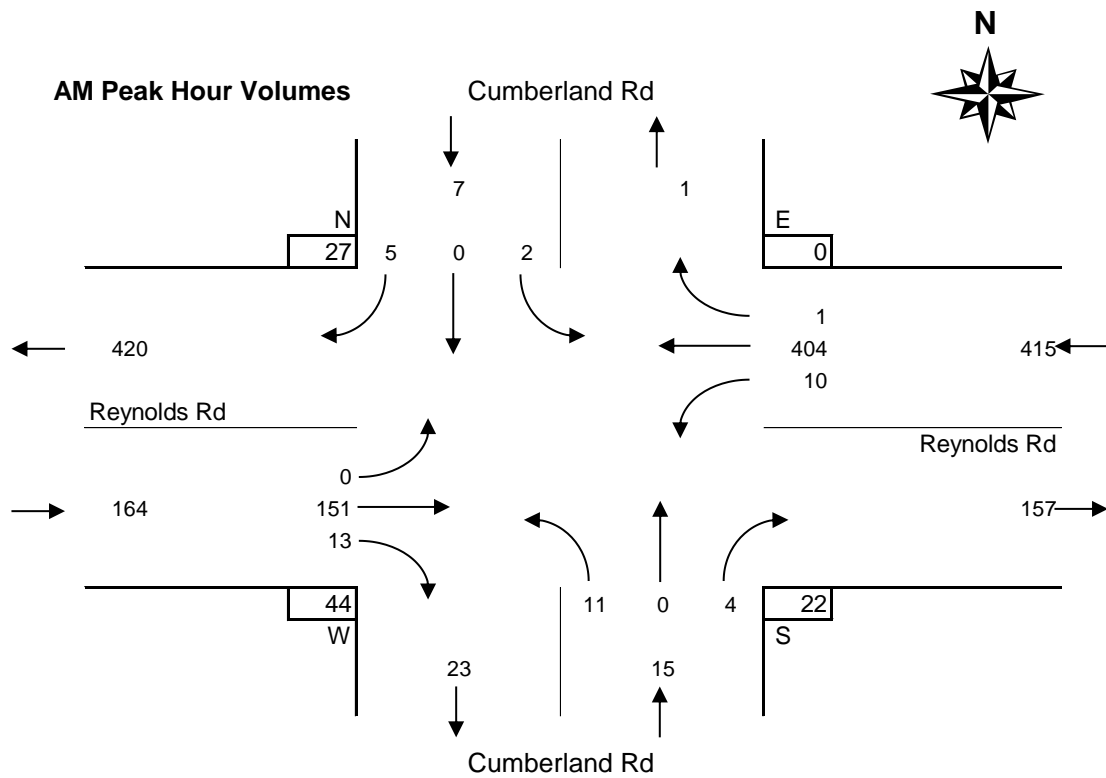 N
AM Peak Hour Volumes Cumberland Rd
7 1
N E
27 5 0 2 0
1
420 404 415
10
Reynolds Rd
Reynolds Rd
0
164 151 157
13
44 11 0 4 22
W S
23 15
Cumberland Rd